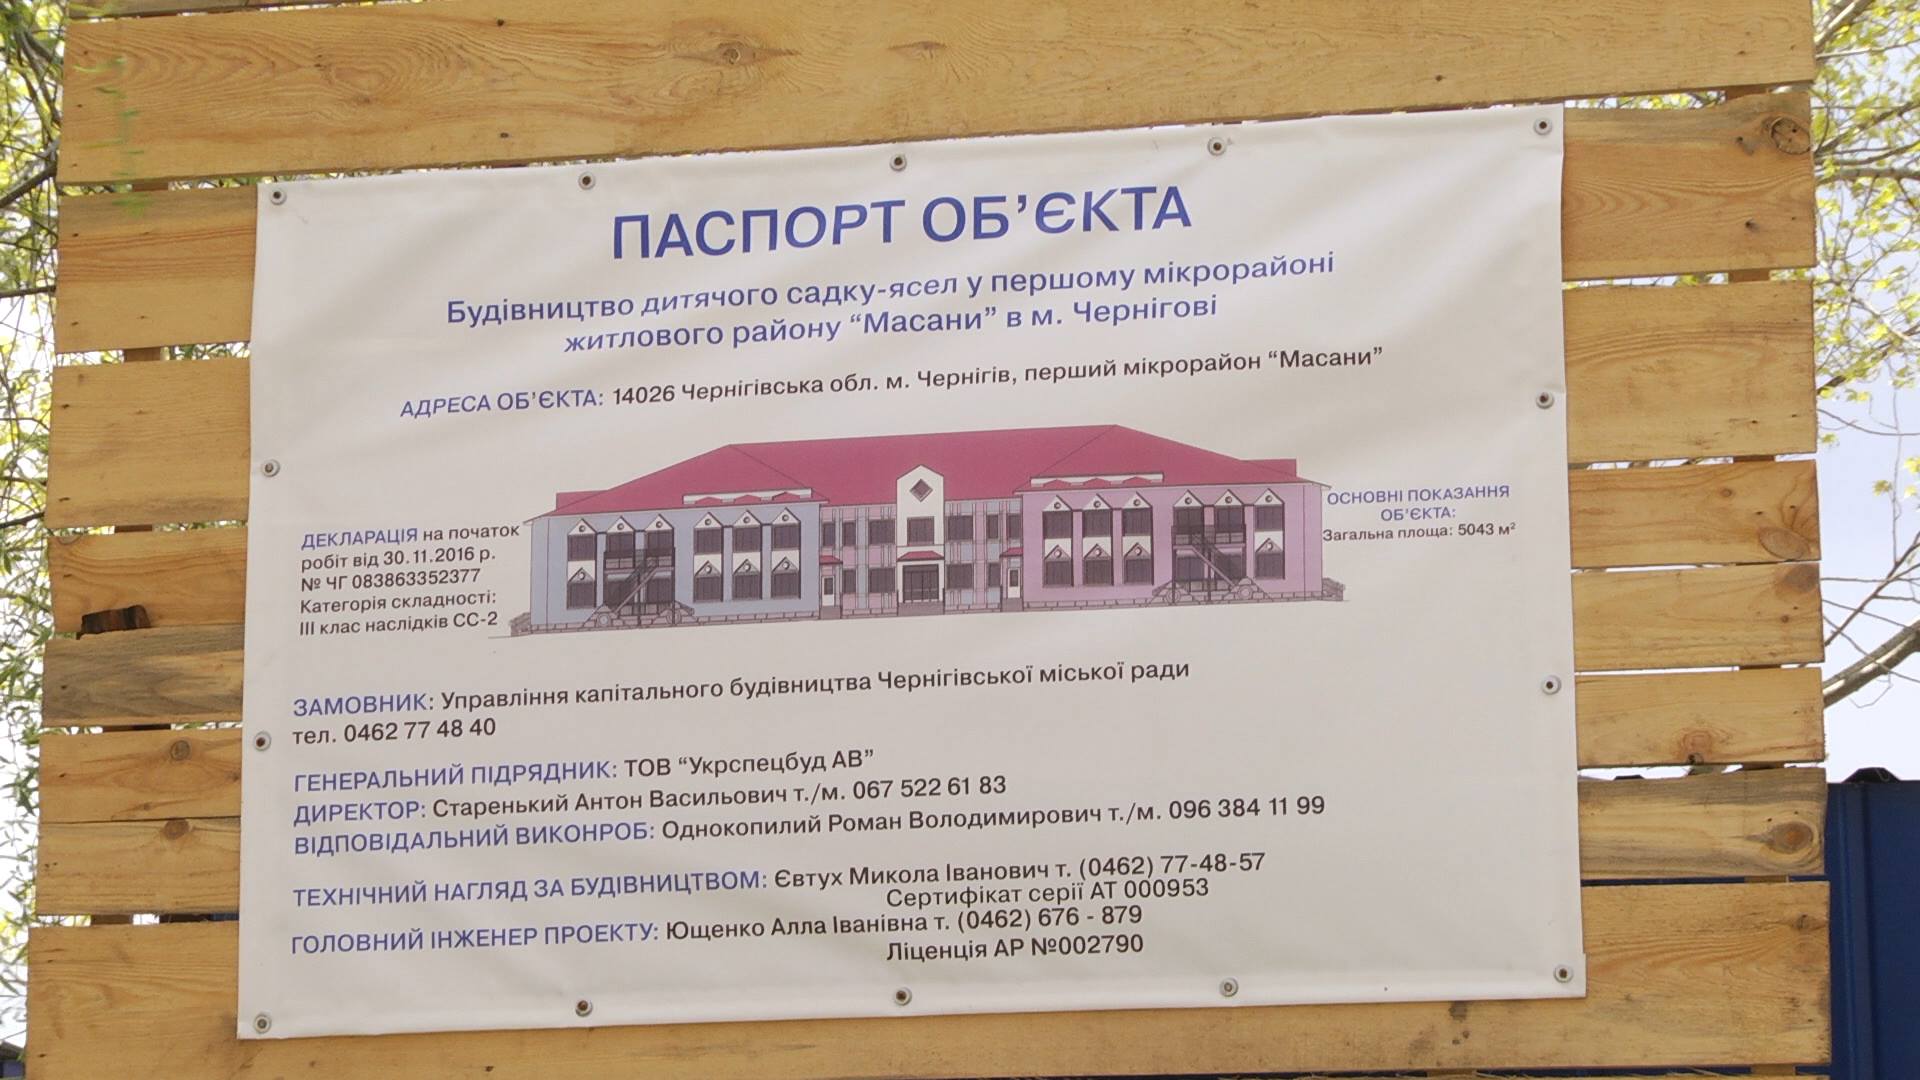 ПАСПОРТ ОБ’ЄКТА
Будівництво дитячого садку-ясел у першому мікрорайоні
житлового району “Масани” в м. Чернігові
АДРЕСА ОБ’ЄКТА: 14026 Чернігівська обл. м. Чернігів, перший мікрорайон “Масани”
ДЕКЛАРАЦІЯ на початок
робіт від 30.11.2016 р.
№ ЧГ 083863352377
Категорія складності:
III клас наслідків СС-2
ОСНОВНІ ПОКАЗАННЯ
ОБ’ЄКТА:
Загальна площа: 5043 м²
ЗАМОВНИК: Управління капітального будівництва Чернігівської міської ради
тел. 0462 77 48 40
ГЕНЕРАЛЬНИЙ ПІДРЯДНИК: ТОВ “Укрспецбуд АВ”
ДИРЕКТОР: Старенький Антон Васильович т./м. 067 522 61 83
ВІДПОВІДАЛЬНИЙ ВИКОНРОБ: Однокопилий Роман Володимирович т./м. 096 384 11 99
ТЕХНІЧНИЙ НАГЛЯД ЗА БУДІВНИЦТВОМ: Євтух Микола Іванович т. (0462) 77-48-57
Сертифікат серії АТ 000953
ГОЛОВНИЙ ІНЖЕНЕР ПРОЕКТУ: Ющенко Алла Іванівна т. (0462) 676 - 879
Ліценція АР №002790